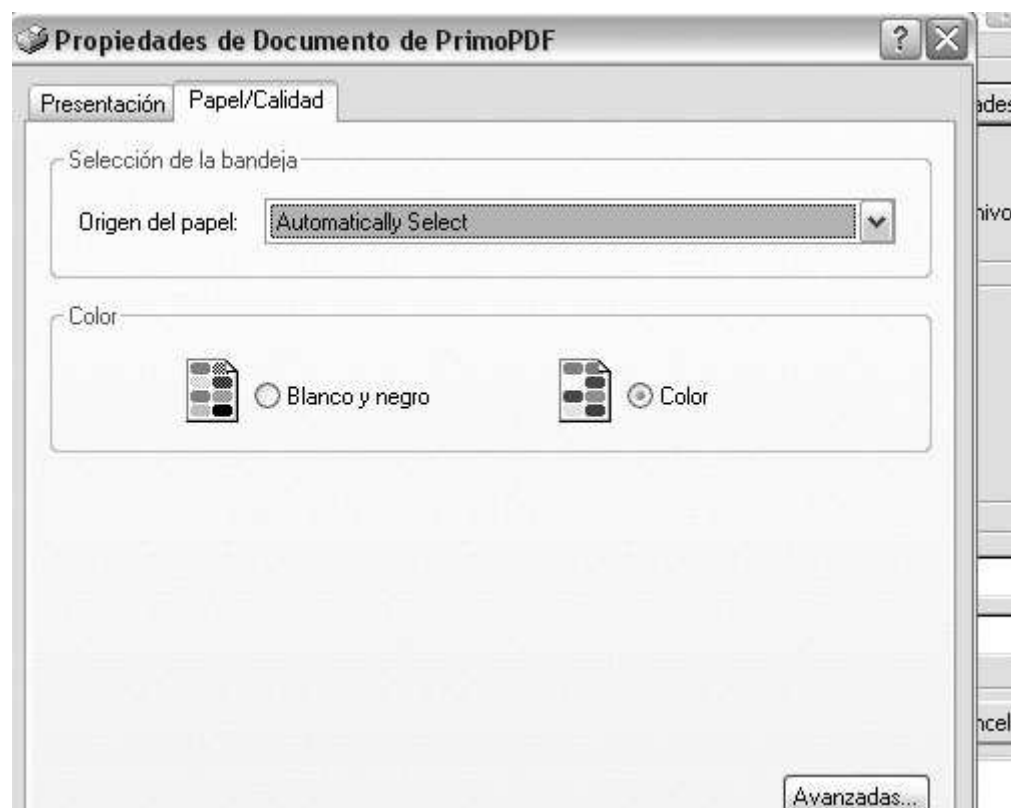 Propiedades de Documento de PrimoPDF
Presentación Papel/Calidad
Selección de la bandeja
Origen del papel: Automatically Select
Color
Blanco y negro Color
Avanzadas...